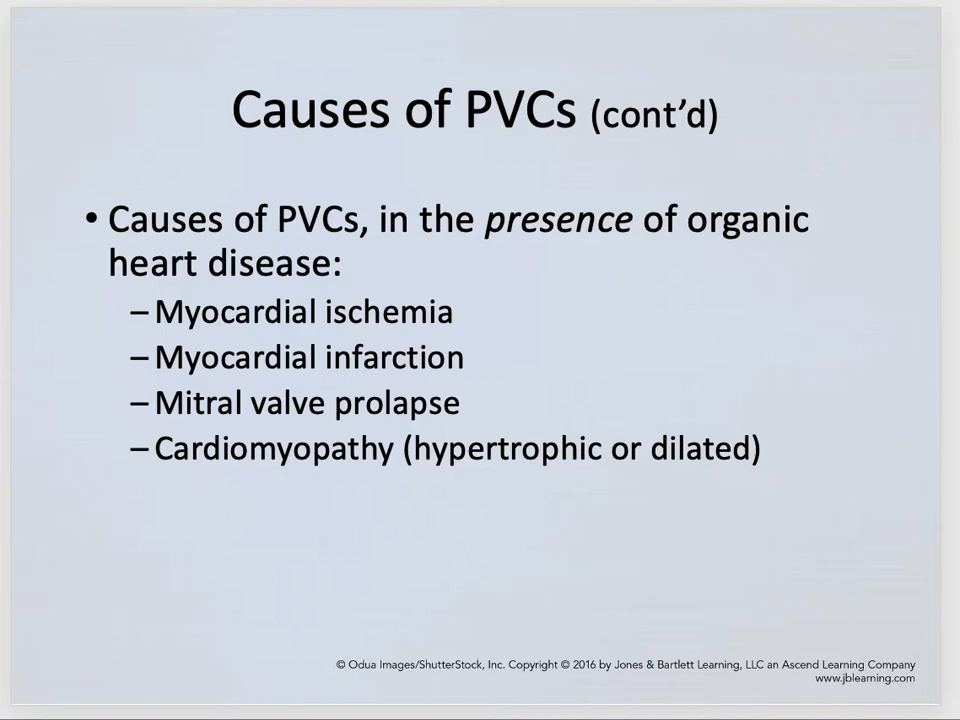 Causes of PVCs (cont’d)
• Causes of PVCs, in the presence of organic
heart disease:
– Myocardial ischemia
– Myocardial infarction
– Mitral valve prolapse
– Cardiomyopathy (hypertrophic or dilated)
© Odua Images/ShutterStock, Inc. Copyright © 2016 by Jones & Bartlett Learning, LLC an Ascend Learning Company
www.jblearning.com